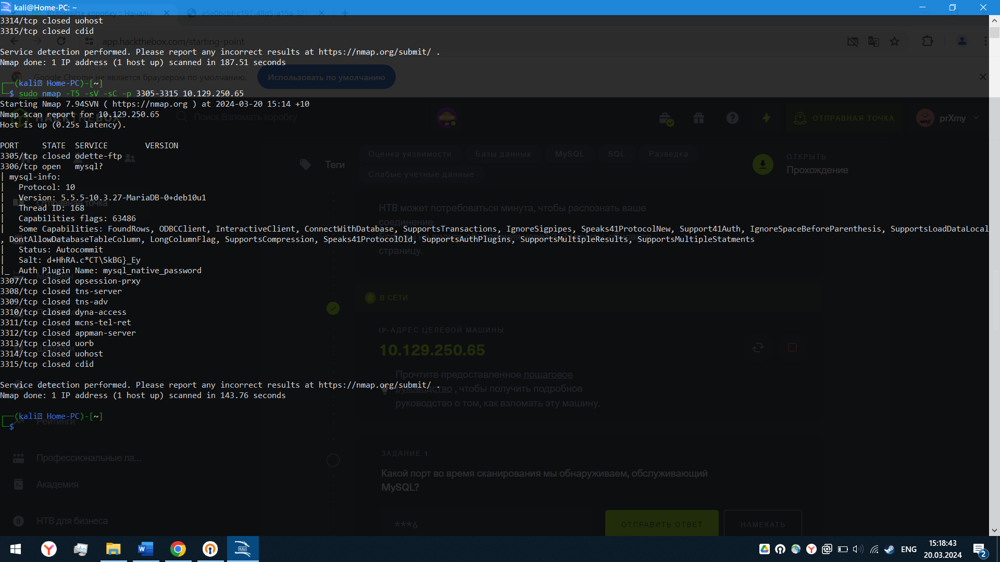 kali@Home-PC: ~
3314/tcp closed uohost
3315/tcp closed cdid
app.hackthebox.com/starting-point
Service detection performed. Please report any incorrect results at https://nmap.org/submit/ .
Nmap done: 1 IP address (1 host up) scanned in 187.51 seconds
Google Chrome не является браузером по умолчанию.
Использовать по умолчанию
(kali Home-PC)-[~]
$ sudo nmap -T5 -sV -sC -p 3305-3315 10.129.250.65
Starting Nmap 7.94SVN ( https://nmap.org ) at 2024-03-20 15:14 +10
Nmap scan report for 10.129.250.65
Host is up (0.25s latency).
HACKTHEBOX
Поиск Взломать коробку
ОТПРАВНАЯ ТОЧКА
prXmy
PORT     STATE  SERVICE        VERSION
3305/tcp closed odette-ftp
3306/tcp open   mysql?
| mysql-info:
|   Protocol: 10
|   Version: 5.5.5-10.3.27-MariaDB-0+deb10u1
|   Thread ID: 168
|   Capabilities flags: 63486
|   Some Capabilities: FoundRows, ODBCClient, InteractiveClient, ConnectWithDatabase, SupportsTransactions, IgnoreSigpipes, Speaks41ProtocolNew, Support41Auth, IgnoreSpaceBeforeParenthesis, SupportsLoadDataLocal
, DontAllowDatabaseTableColumn, LongColumnFlag, SupportsCompression, Speaks41ProtocolOld, SupportsAuthPlugins, SupportsMultipleResults, SupportsMultipleStatments
|   Status: Autocommit
|   Salt: d+HhRA.c*CT\SkBG}_Ey
|_  Auth Plugin Name: mysql_native_password
3307/tcp closed opsession-prxy
3308/tcp closed tns-server
3309/tcp closed tns-adv
3310/tcp closed dyna-access
3311/tcp closed mcns-tel-ret
3312/tcp closed appman-server
3313/tcp closed uorb
3314/tcp closed uohost
3315/tcp closed cdid
Service detection performed. Please report any incorrect results at https://nmap.org/submit/ .
Nmap done: 1 IP address (1 host up) scanned in 143.76 seconds
(kali Home-PC)-[~]
$
Отправная точка
Рейтинги
Профессиональные ла...
Академия
HTB для бизнеса
Теги
Оценка уязвимости
Базы данных
MySQL
SQL
Разведка
Слабые учетные данные
ОТКРЫТЬ
Прохождение
HTB может потребоваться минута, чтобы распознать ваше
соединение.
страницу.
В СЕТИ
IP-АДРЕС ЦЕЛЕВОЙ МАШИНЫ
10.129.250.65
Прочтите предоставленное пошаговое
руководство , чтобы получить подробное
руководство о том, как взломать эту машину.
ЗАДАНИЕ 1
Какой порт во время сканирования мы обнаруживаем, обслуживающий
MySQL?
***6
ОТПРАВИТЬ ОТВЕТ
НАМЕКАТЬ
ENG
15:18:43
20.03.2024
2